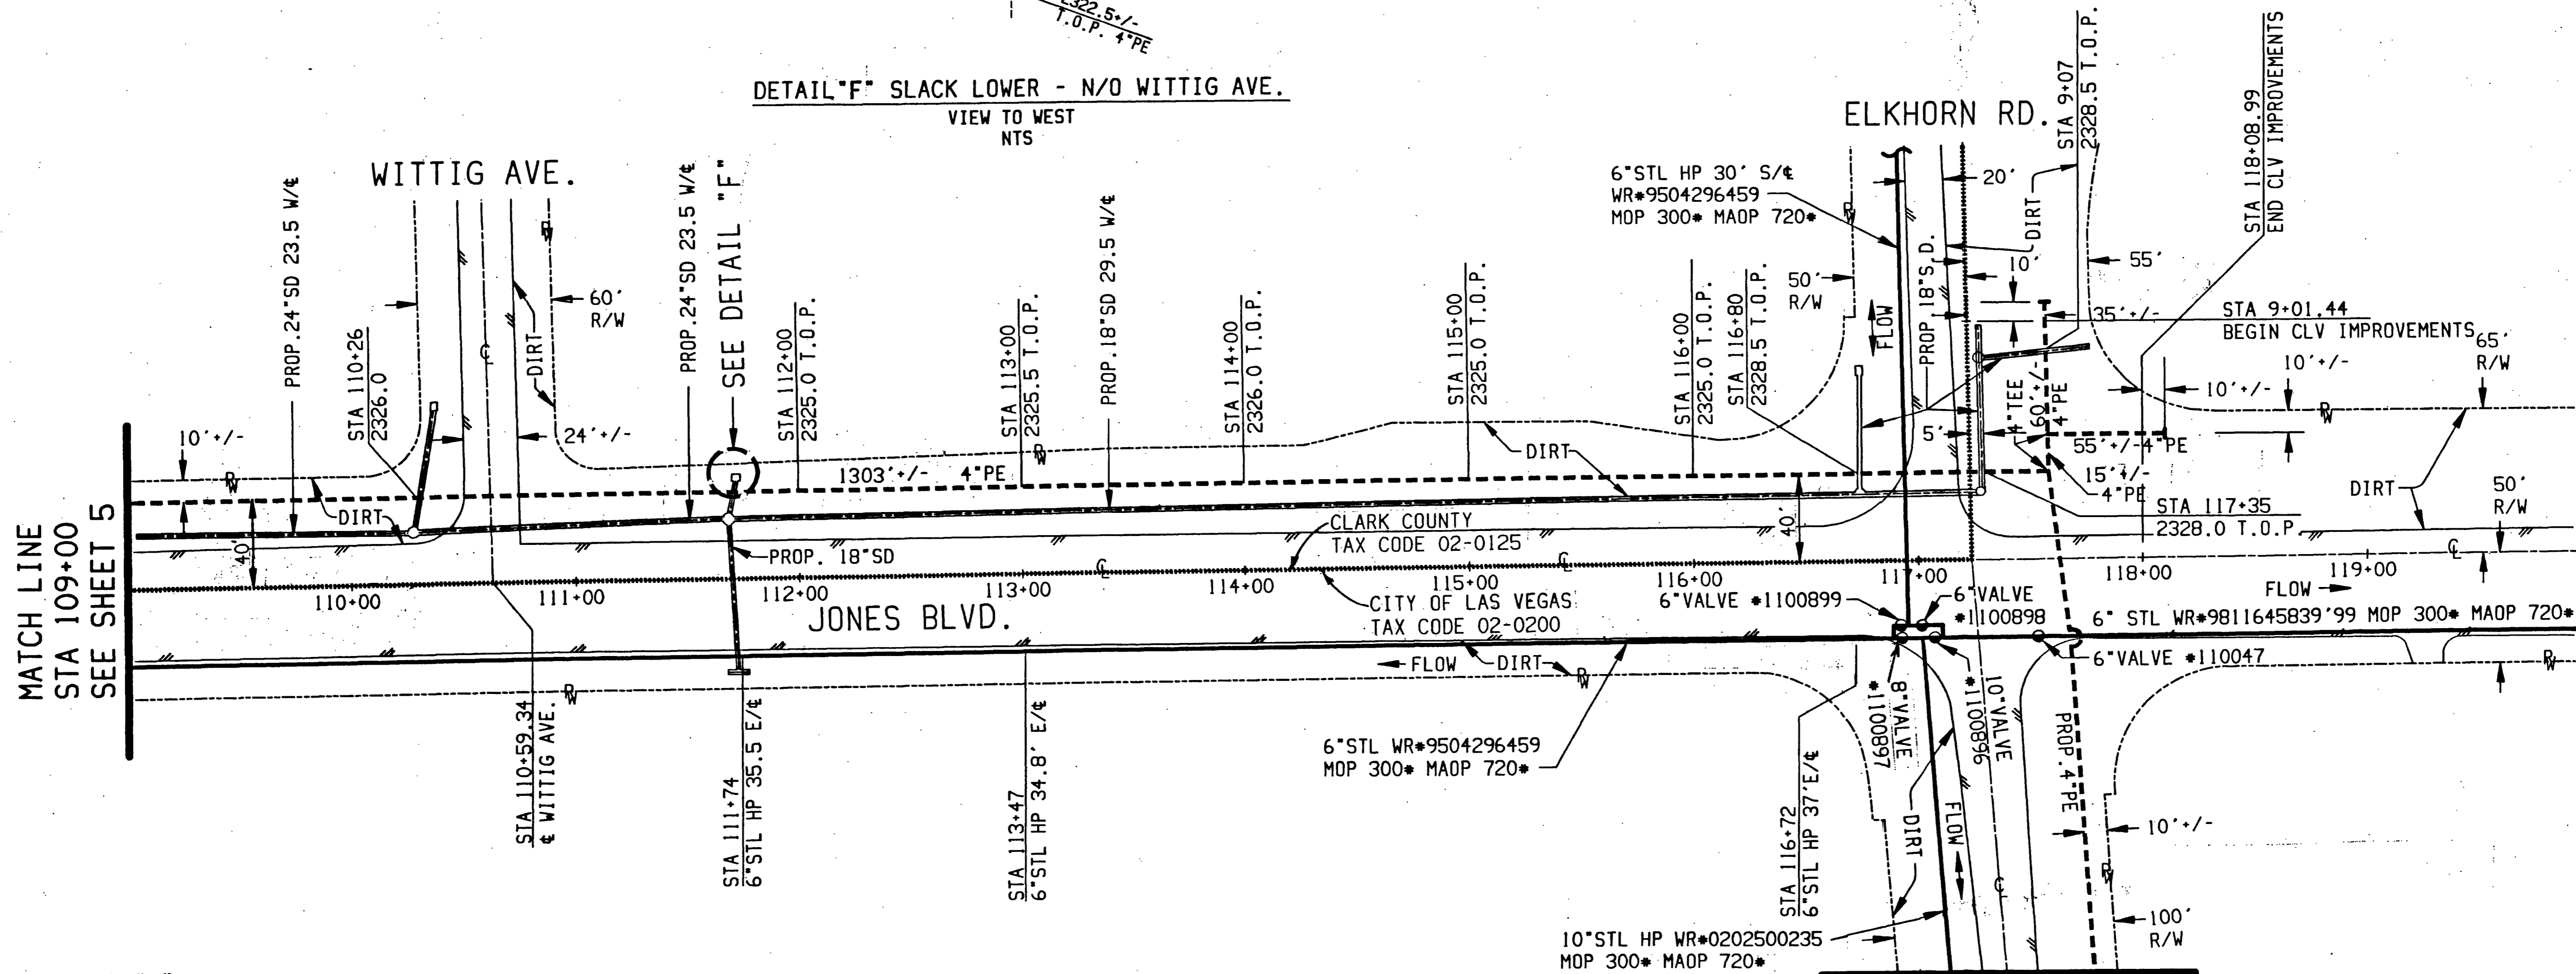 2322.5+/-
T.O.P. 4"PE
DETAIL "F" SLACK LOWER - N/O WITTIG AVE.
VIEW TO WEST
NTS
WITTIG AVE.
ELKHORN RD.
MATCH LINE
STA 109+00
SEE SHEET 5
10'+/-
40'
PROP.24"SD 23.5 W/℄
STA 110+26
2326.0
DIRT
℄
DIRT
R/W
60'
R/W
24'+/-
PROP.24"SD 23.5 W/℄
SEE DETAIL "F"
STA 112+00
2325.0 T.O.P.
1303'+/- 4"PE
STA 113+00
2325.5 T.O.P.
PROP.18"SD 29.5 W/℄
STA 114+00
2326.0 T.O.P.
STA 115+00
2325.0 T.O.P.
STA 116+00
2325.0 T.O.P.
STA 116+80
2328.5 T.O.P.
DIRT
6"STL HP 30' S/℄
WR#9504296459
MOP 300# MAOP 720#
50'
R/W
FLOW
PROP 18"S.D.
20'
DIRT
10'
STA 9+07
2328.5 T.O.P.
55'
STA 118+08.99
END CLV IMPROVEMENTS
35'+/-
STA 9+01.44
BEGIN CLV IMPROVEMENTS
65'
R/W
10'+/-
10'+/-
4"TEE
60'+/-
4"PE
5'
55'+/-4"PE
15'+/-
4"PE
STA 117+35
2328.0 T.O.P.
DIRT
50'
R/W
40'
CLARK COUNTY
TAX CODE 02-0125
PROP. 18"SD
110+00
111+00
112+00
113+00
114+00
115+00
116+00
117+00
118+00
119+00
JONES BLVD.
CITY OF LAS VEGAS
TAX CODE 02-0200
6"VALVE #1100899
6"VALVE
#1100898
FLOW
6" STL WR#9811645839'99 MOP 300# MAOP 720#
6"VALVE #110047
FLOW
DIRT
8"VALVE
#1100897
10"VALVE
#1100896
STA 110+59.34
℄ WITTIG AVE.
STA 111+74
6"STL HP 35.5 E/℄
STA 113+47
6"STL HP 34.8' E/℄
6"STL WR#9504296459
MOP 300# MAOP 720#
STA 116+72
6"STL HP 37'E/℄
DIRT
FLOW
PROP.4"PE
10'+/-
100'
R/W
10"STL HP WR#0202500235
MOP 300# MAOP 720#